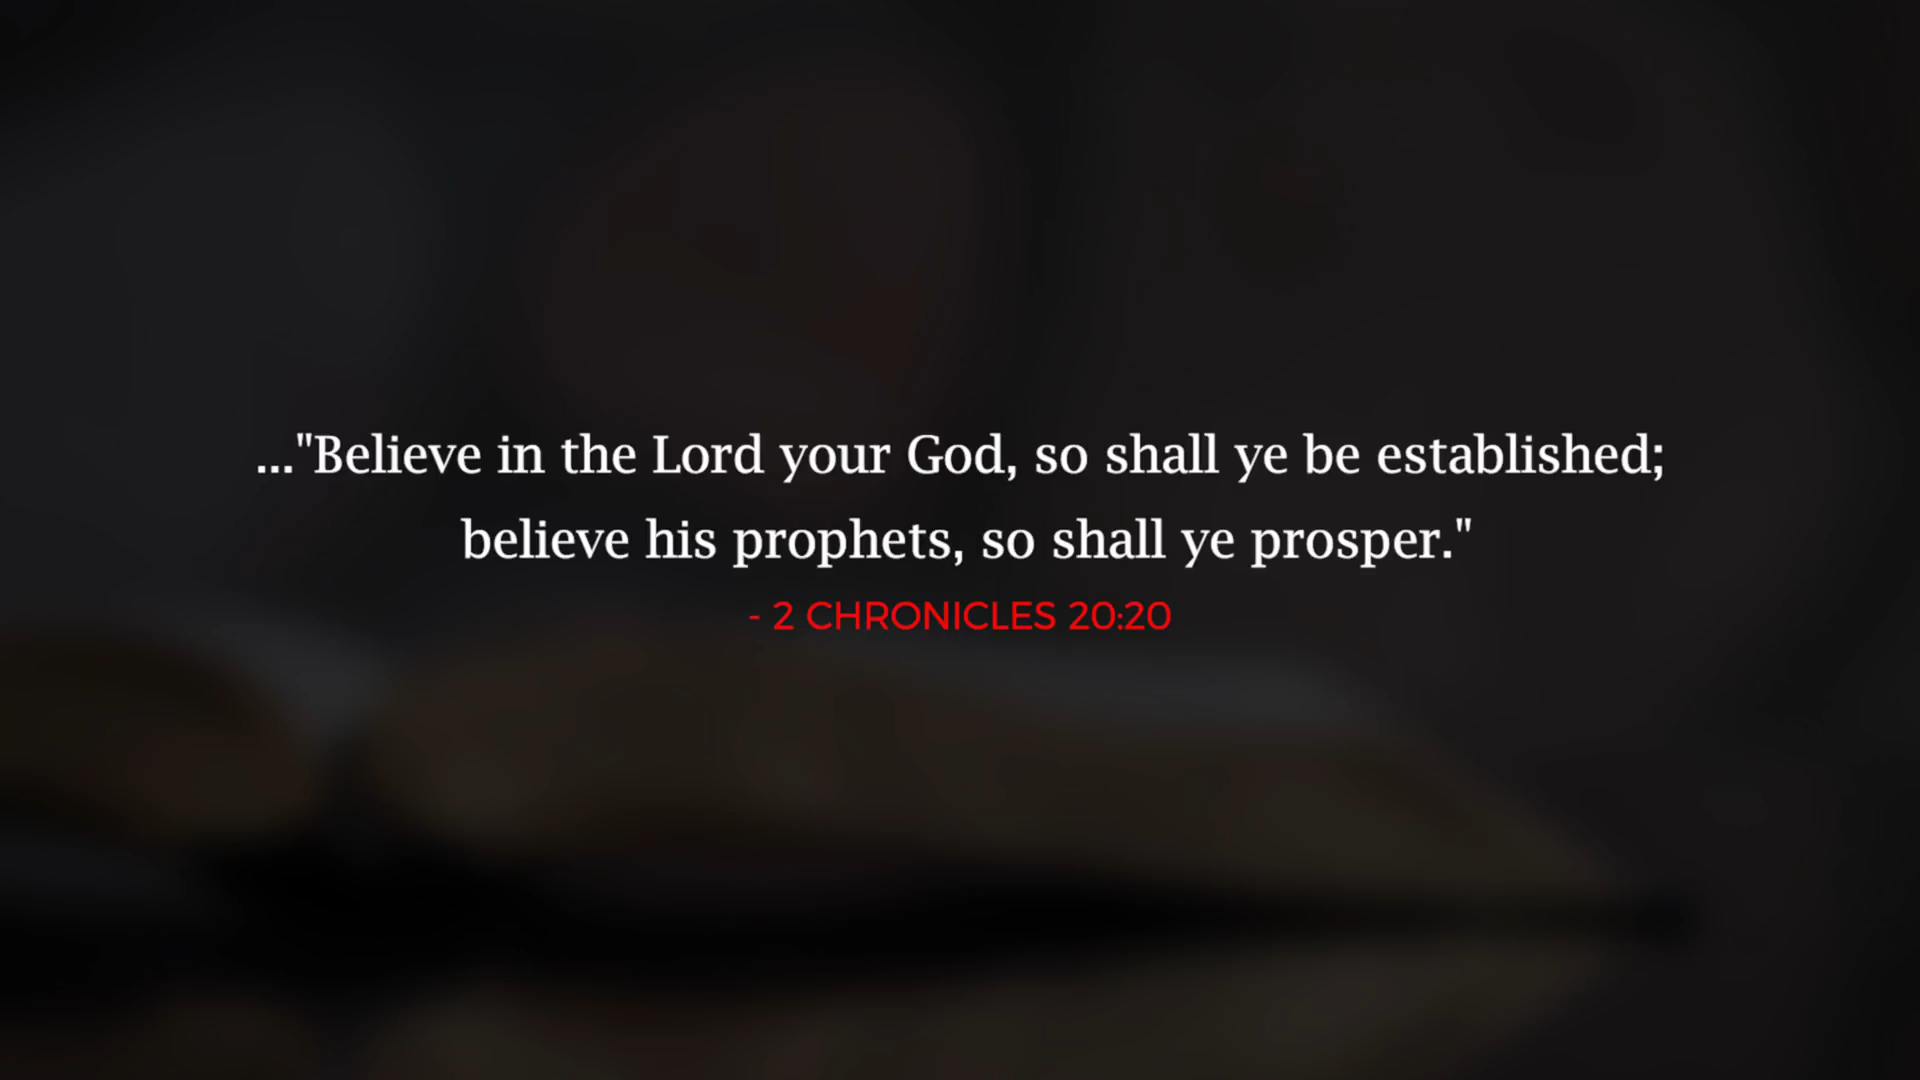 ..."Believe in the Lord your God, so shall ye be established;
believe his prophets, so shall ye prosper."
- 2 CHRONICLES 20:20